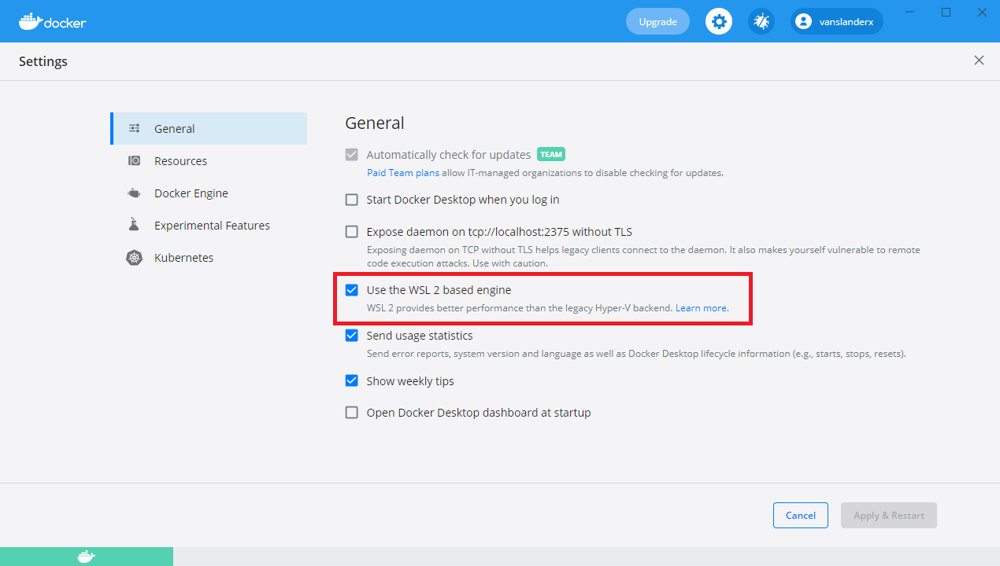 docker
Upgrade
vanslanderx
Settings
General
Resources
Docker Engine
Experimental Features
Kubernetes
General
Automatically check for updates TEAM
Paid Team plans allow IT-managed organizations to disable checking for updates.
Start Docker Desktop when you log in
Expose daemon on tcp://localhost:2375 without TLS
Exposing daemon on TCP without TLS helps legacy clients connect to the daemon. It also makes yourself vulnerable to remote
code execution attacks. Use with caution.
Use the WSL 2 based engine
WSL 2 provides better performance than the legacy Hyper-V backend. Learn more.
Send usage statistics
Send error reports, system version and language as well as Docker Desktop lifecycle information (e.g., starts, stops, resets).
Show weekly tips
Open Docker Desktop dashboard at startup
Cancel
Apply & Restart